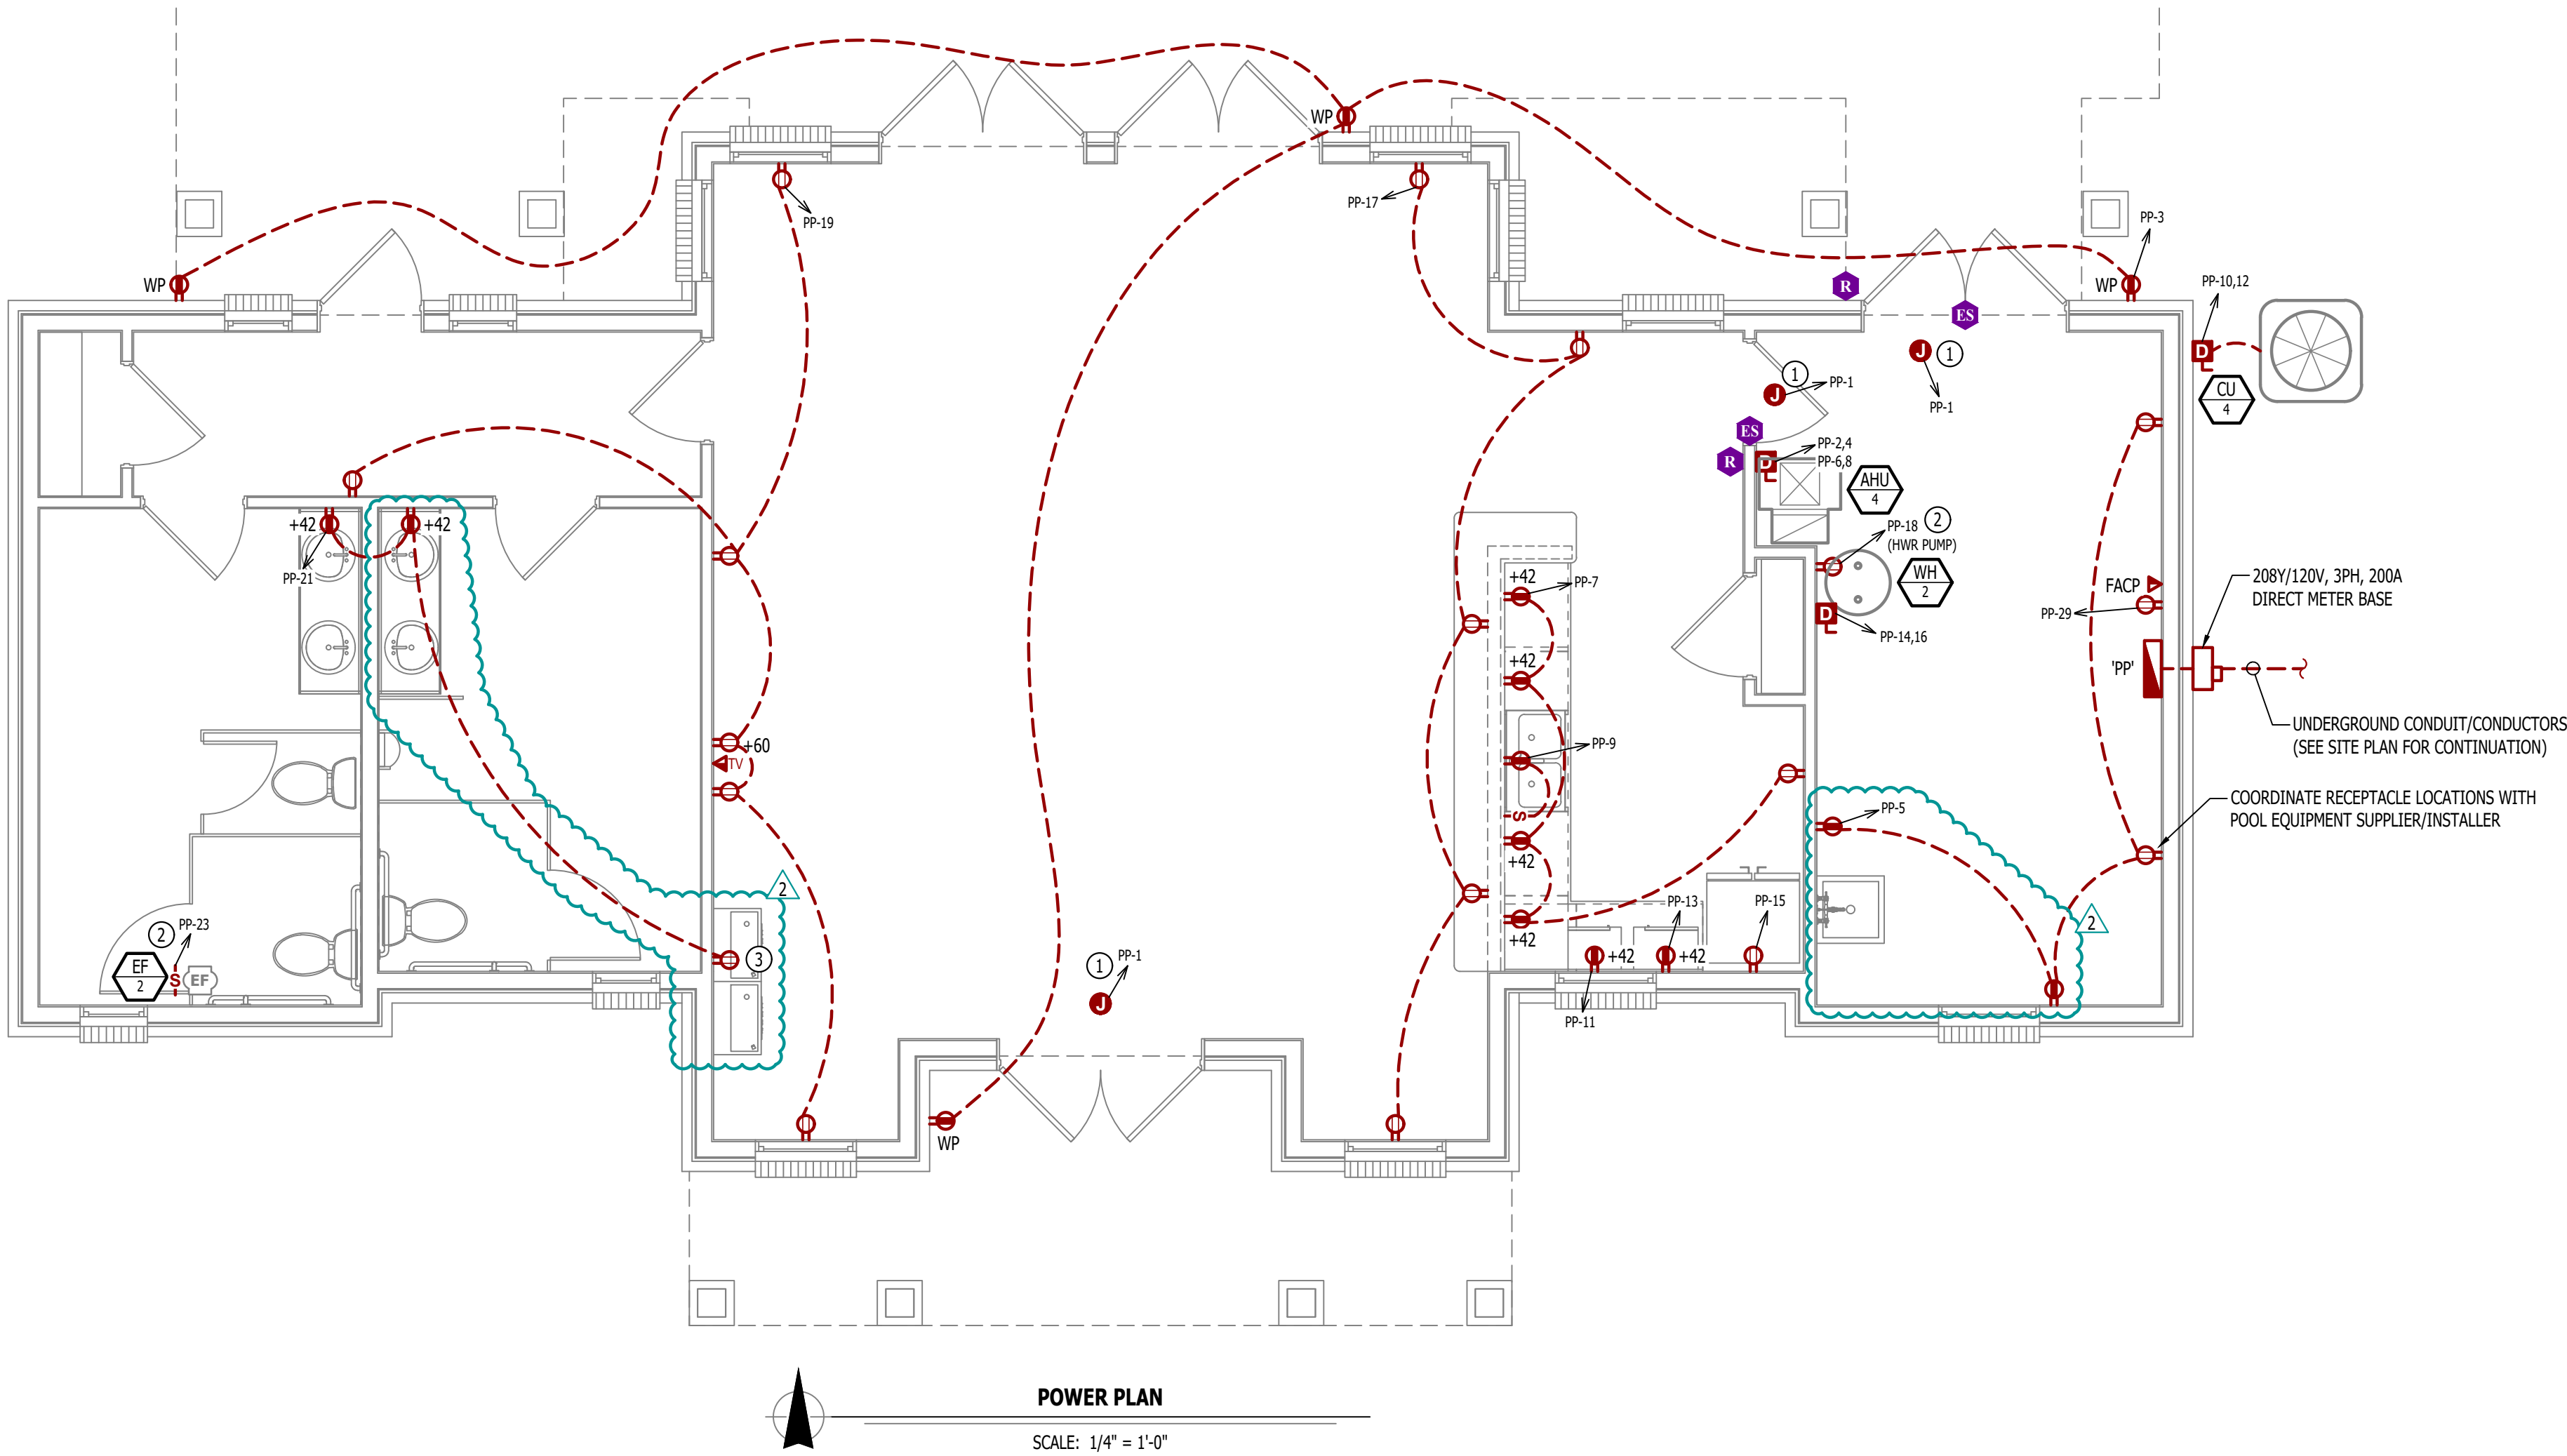 WP
PP-19
PP-17
WP
R
ES
WP
PP-3
PP-10,12
D
CU
4
J
1
PP-1
1
J
PP-1
ES
R
D
PP-2,4
PP-6,8
AHU
4
PP-18
2
(HWR PUMP)
WH
2
D
PP-14,16
FACP
PP-29
'PP'
208Y/120V, 3PH, 200A
DIRECT METER BASE
UNDERGROUND CONDUIT/CONDUCTORS
(SEE SITE PLAN FOR CONTINUATION)
COORDINATE RECEPTACLE LOCATIONS WITH
POOL EQUIPMENT SUPPLIER/INSTALLER
+42
+42
PP-21
+60
TV
+42
PP-7
+42
PP-9
S
+42
+42
PP-5
2
2
3
PP-13
PP-15
+42
+42
PP-11
2
PP-23
EF
2
S
EF
1
PP-1
J
WP
POWER PLAN
SCALE: 1/4" = 1'-0"